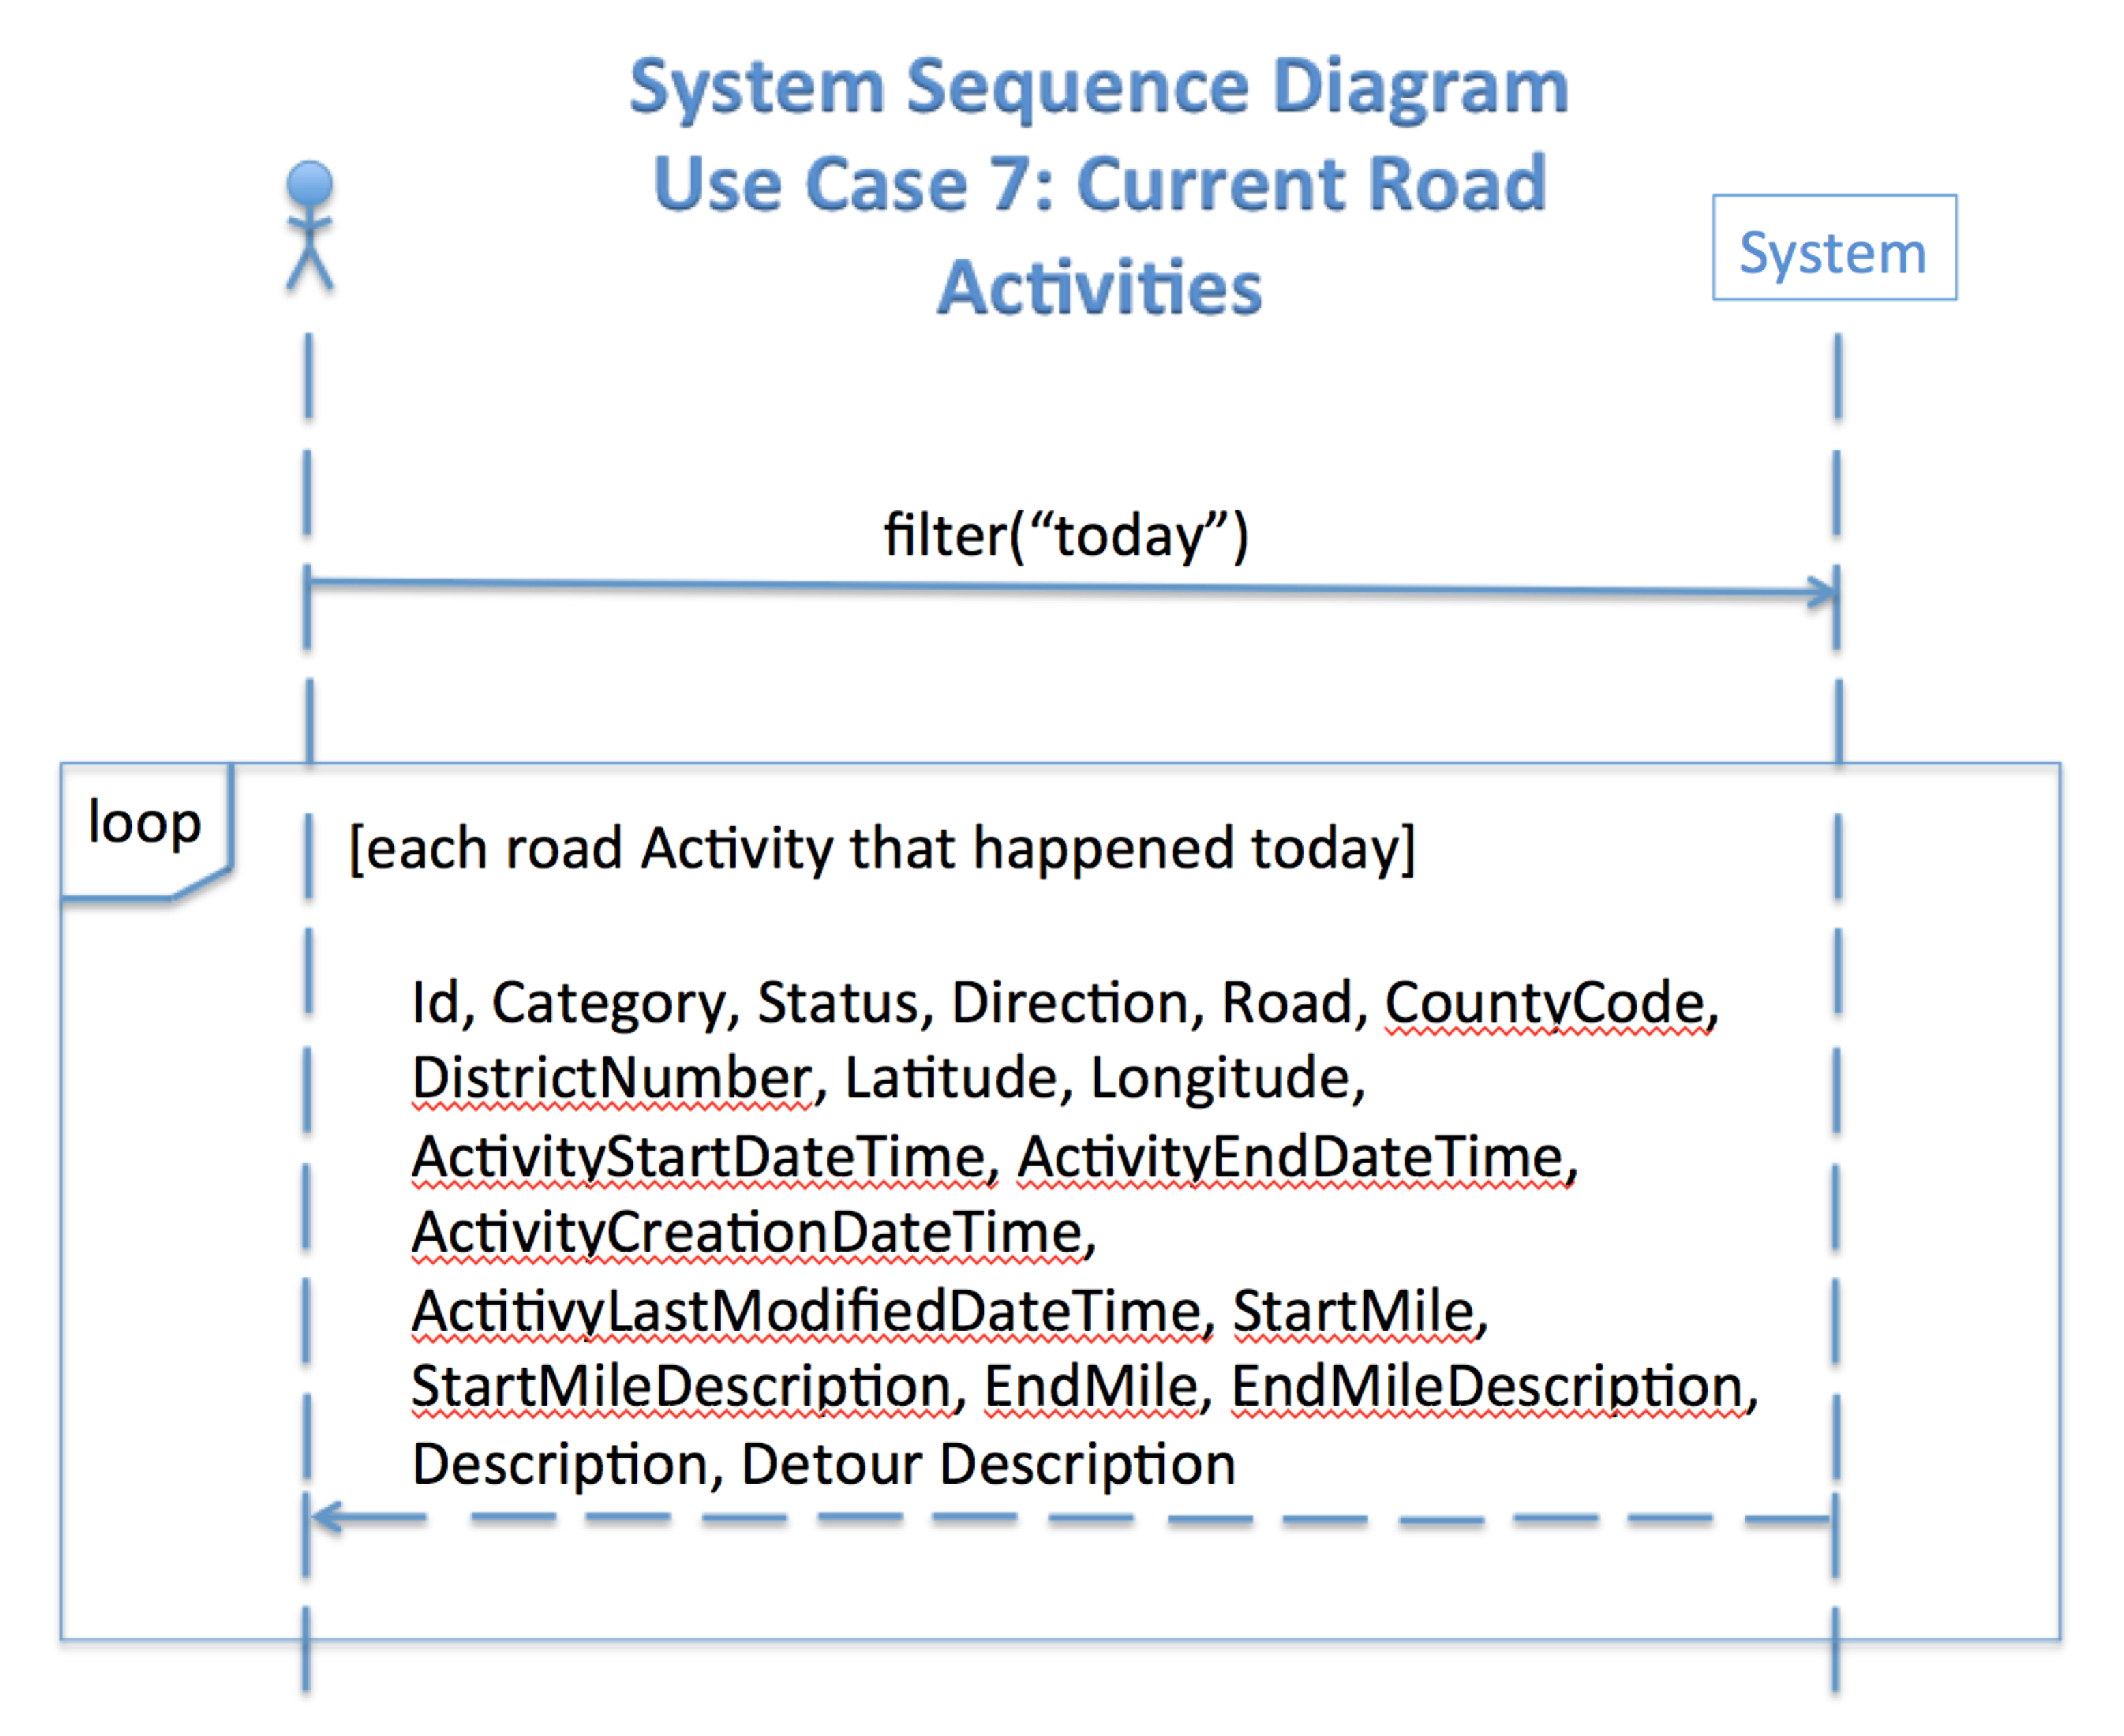 System Sequence Diagram
Use Case 7: Current Road
Activities
System
filter(“today”)
loop
[each road Activity that happened today]
Id, Category, Status, Direction, Road, CountyCode,
DistrictNumber, Latitude, Longitude,
ActivityStartDateTime, ActivityEndDateTime,
ActivityCreationDateTime,
ActitivyLastModifiedDateTime, StartMile,
StartMileDescription, EndMile, EndMileDescription,
Description, Detour Description